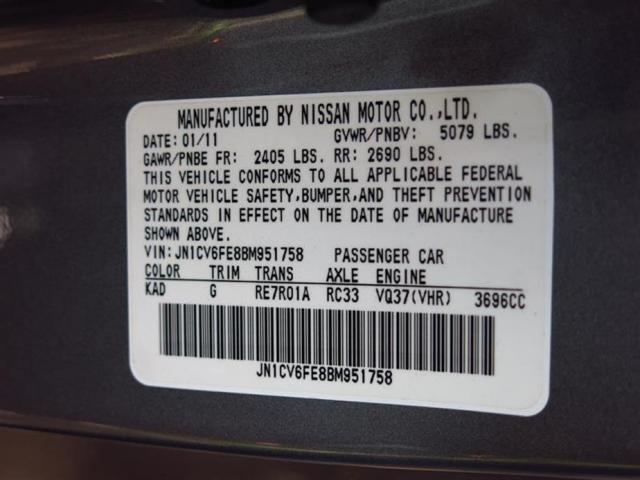 MANUFACTURED BY NISSAN MOTOR CO.,LTD.
DATE: 01/11 GVWR/PNBV: 5079 LBS.
GAWR/PNBE FR: 2405 LBS. RR: 2690 LBS.
THIS VEHICLE CONFORMS TO ALL APPLICABLE FEDERAL
MOTOR VEHICLE SAFETY,BUMPER,AND THEFT PREVENTION
STANDARDS IN EFFECT ON THE DATE OF MANUFACTURE
SHOWN ABOVE.
VIN: JN1CV6FE8BM951758 PASSENGER CAR
COLOR TRIM TRANS AXLE ENGINE
KAD G RE7R01A RC33 VQ37(VHR) 3696CC
JN1CV6FE8BM951758